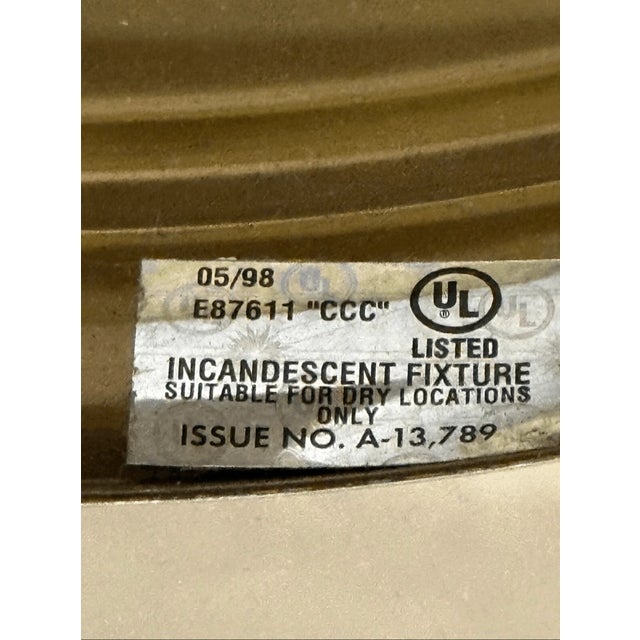 05/98
E87611 "CCC"
UL
®
LISTED
INCANDESCENT FIXTURE
SUITABLE FOR DRY LOCATIONS
ONLY
ISSUE NO. A-13,789